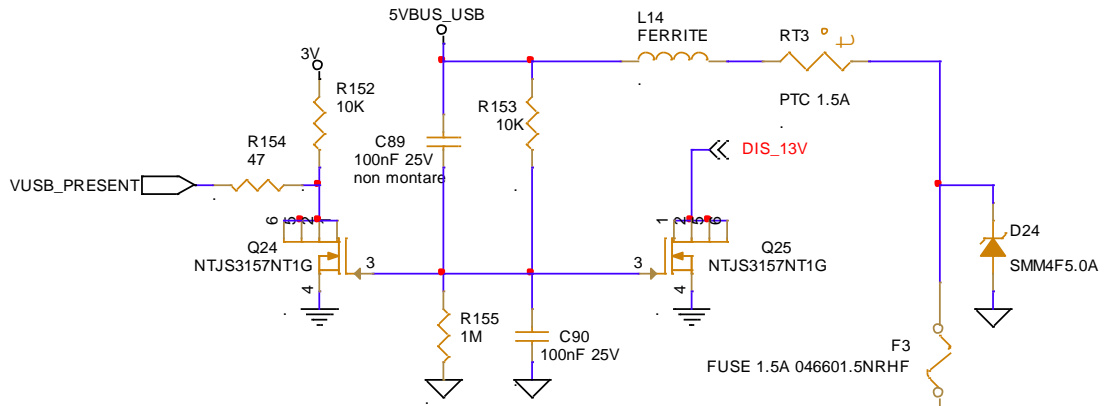 5VBUS_USB
L14
FERRITE
RT3
t
PTC 1.5A
3V
R152
10K
R153
10K
C89
100nF 25V
non montare
R154
47
VUSB_PRESENT
DIS_13V
6
5
2
1
Q24
NTJS3157NT1G
3
4
1
2
5
6
Q25
NTJS3157NT1G
3
4
D24
SMM4F5.0A
R155
1M
C90
100nF 25V
F3
FUSE 1.5A 046601.5NRHF